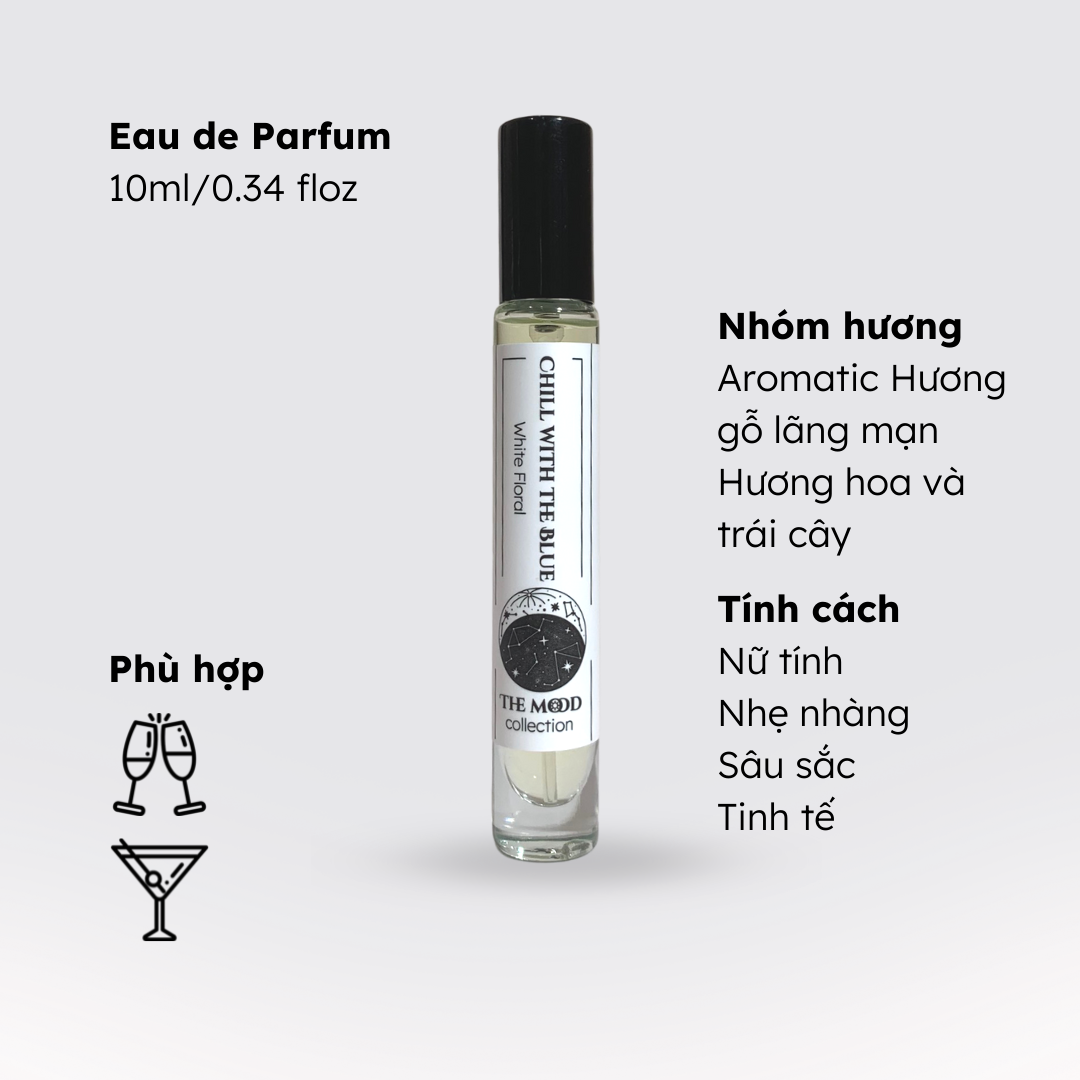 Eau de Parfum
10ml/0.34 floz
CHILL WITH THE BLUE
White Floral
THE MOOD
collection
Nhóm hương
Aromatic Hương
gỗ lãng mạn
Hương hoa và
trái cây
Tính cách
Nữ tính
Nhẹ nhàng
Sâu sắc
Tinh tế
Phù hợp